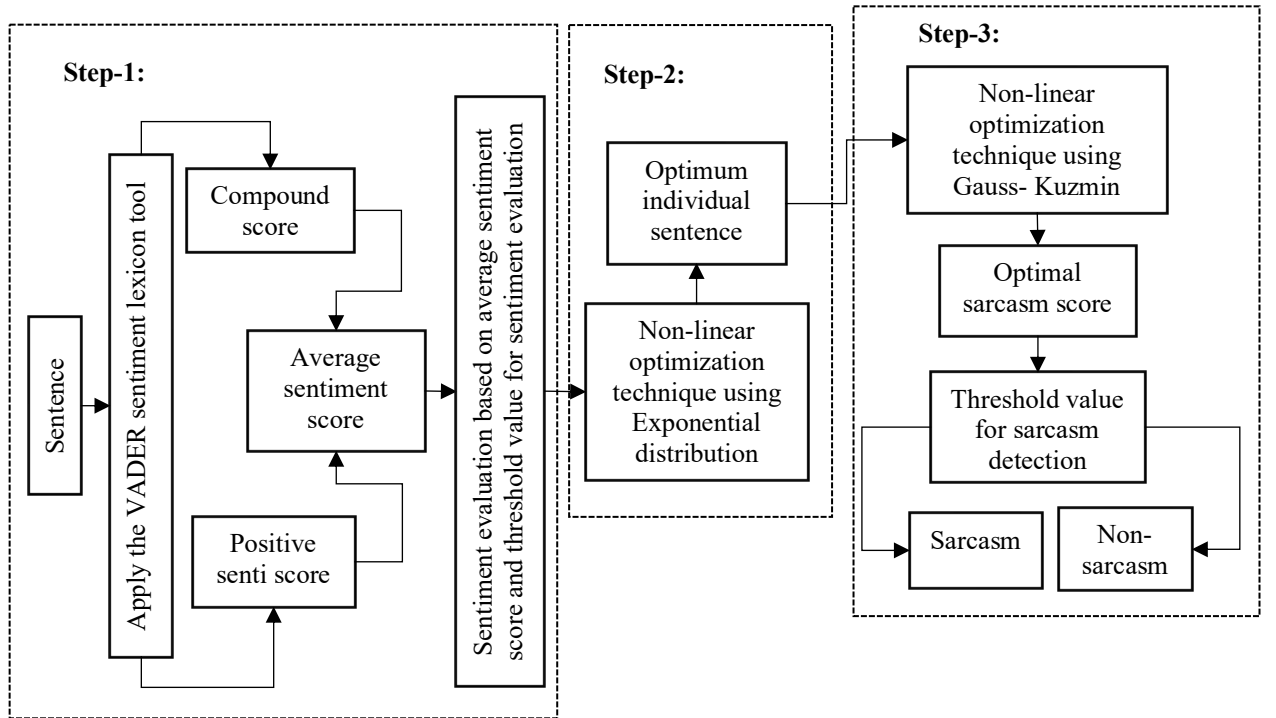 Step-1:
Sentence
Apply the VADER sentiment lexicon tool
Compound
score
Average
sentiment
score
Positive
senti score
Sentiment evaluation based on average sentiment
score and threshold value for sentiment evaluation
Step-2:
Optimum
individual
sentence
Non-linear
optimization
technique using
Exponential
distribution
Step-3:
Non-linear
optimization
technique using
Gauss- Kuzmin
Optimal
sarcasm score
Threshold value
for sarcasm
detection
Sarcasm
Non-
sarcasm